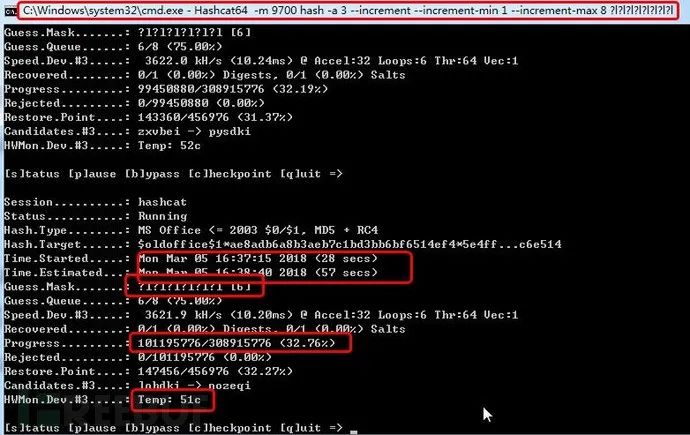 C:\Windows\system32\cmd.exe - Hashcat64 -m 9700 hash -a 3 --increment --increment-min 1 --increment-max 8 ?l?l?l?l?l?l?l?l
Guess.Mask.......: ?l?l?l?l?l?l [6]
Guess.Queue......: 6/8 (75.00%)
Speed.Dev.#3.....: 3622.0 kH/s (10.24ms) @ Accel:32 Loops:6 Thr:64 Vec:1
Recovered........: 0/1 (0.00%) Digests, 0/1 (0.00%) Salts
Progress.........: 99450880/308915776 (32.19%)
Rejected.........: 0/99450880 (0.00%)
Restore.Point....: 143360/456976 (31.37%)
Candidates.#3....: zxvbei -> pysdki
HWMon.Dev.#3.....: Temp: 52c
[s]tatus [p]ause [b]ypass [c]heckpoint [q]uit =>
Session..........: hashcat
Status...........: Running
Hash.Type........: MS Office <= 2003 $0/$1, MD5 + RC4
Hash.Target......: $oldoffice$1*ae8adb6a8b3aeb7c1bd3bb6bf6514ef4*5e4ff...c6e514
Time.Started.....: Mon Mar 05 16:37:15 2018 (28 secs)
Time.Estimated...: Mon Mar 05 16:38:40 2018 (57 secs)
Guess.Mask.......: ?l?l?l?l?l?l [6]
Guess.Queue......: 6/8 (75.00%)
Speed.Dev.#3.....: 3621.9 kH/s (10.20ms) @ Accel:32 Loops:6 Thr:64 Vec:1
Recovered........: 0/1 (0.00%) Digests, 0/1 (0.00%) Salts
Progress.........: 101195776/308915776 (32.76%)
Rejected.........: 0/101195776 (0.00%)
Restore.Point....: 147456/456976 (32.27%)
Candidates.#3....: lnhdki -> nozeqi
HWMon.Dev.#3.....: Temp: 51c
REEBUF
[s]tatus [p]ause [b]ypass [c]heckpoint [q]uit => _